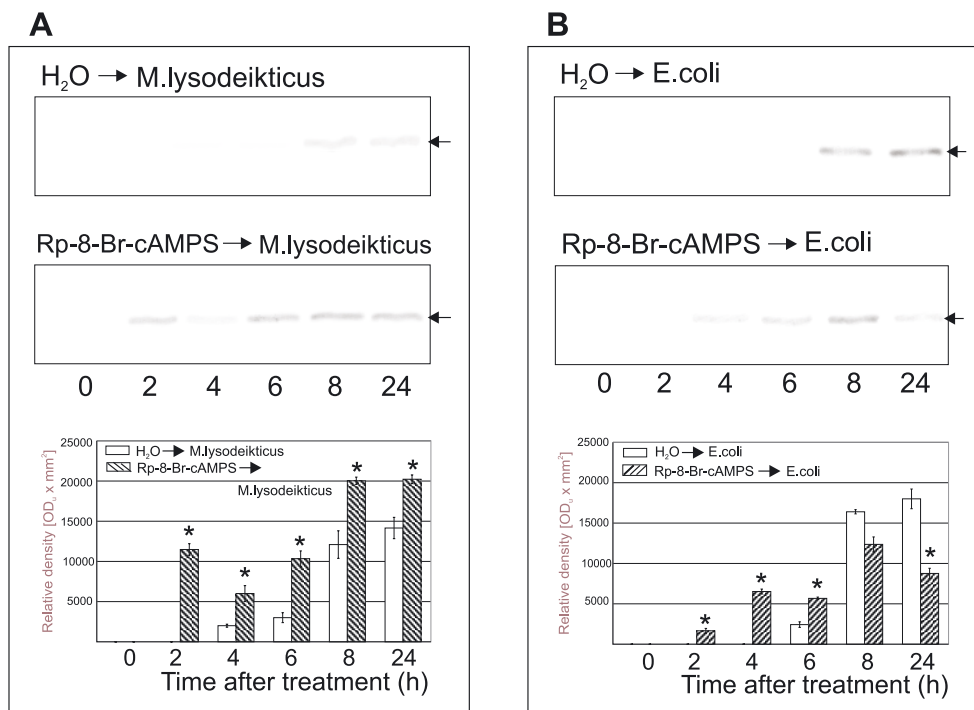 A
H₂O → M.lysodeikticus
Rp-8-Br-cAMPS → M.lysodeikticus
0 2 4 6 8 24
Relative density [ODᵤ x mm²]
25000
20000
15000
10000
5000
H₂O → M.lysodeikticus
Rp-8-Br-cAMPS →
M.lysodeikticus
* * * * *
0 2 4 6 8 24
Time after treatment (h)
B
H₂O → E.coli
Rp-8-Br-cAMPS → E.coli
0 2 4 6 8 24
Relative density [ODᵤ x mm²]
25000
20000
15000
10000
5000
H₂O → E.coli
Rp-8-Br-cAMPS → E.coli
* * * *
0 2 4 6 8 24
Time after treatment (h)